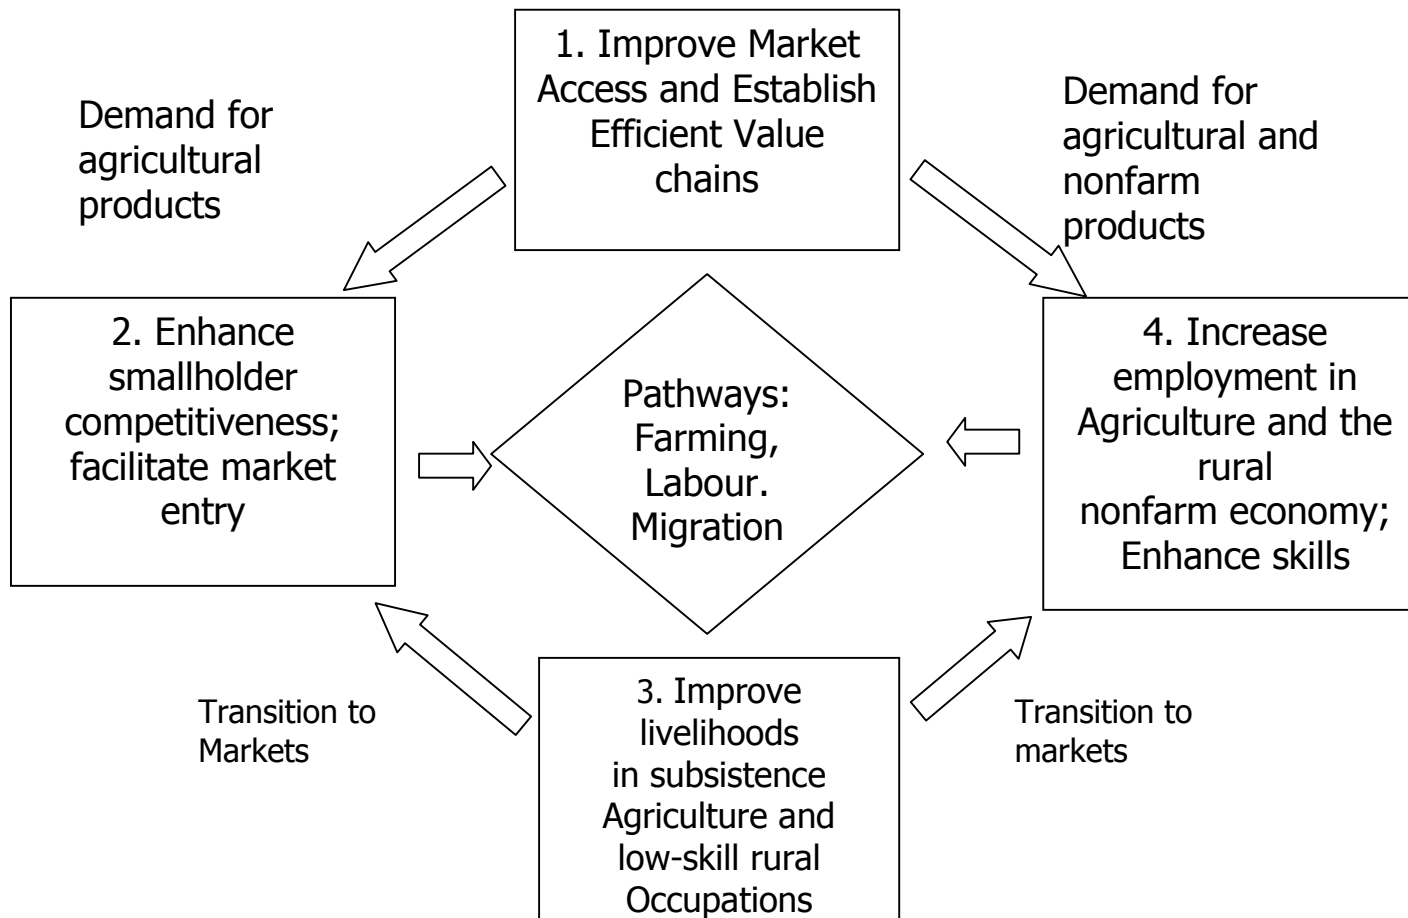 1. Improve Market
Access and Establish
Efficient Value
chains
Demand for
agricultural
products
Demand for
agricultural and
nonfarm
products
2. Enhance
smallholder
competitiveness;
facilitate market
entry
Pathways:
Farming,
Labour.
Migration
4. Increase
employment in
Agriculture and the
rural
nonfarm economy;
Enhance skills
Transition to
Markets
3. Improve
livelihoods
in subsistence
Agriculture and
low-skill rural
Occupations
Transition to
markets